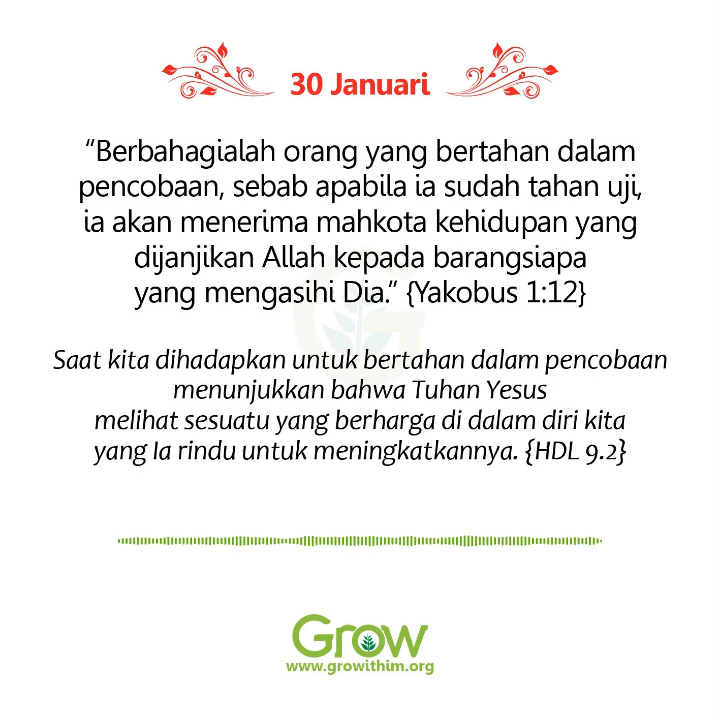 30 Januari
“Berbahagialah orang yang bertahan dalam
pencobaan, sebab apabila ia sudah tahan uji,
ia akan menerima mahkota kehidupan yang
dijanjikan Allah kepada barangsiapa
yang mengasihi Dia.” {Yakobus 1:12}
Saat kita dihadapkan untuk bertahan dalam pencobaan
menunjukkan bahwa Tuhan Yesus
melihat sesuatu yang berharga di dalam diri kita
yang Ia rindu untuk meningkatkannya. {HDL 9.2}
Grow
www.growithim.org